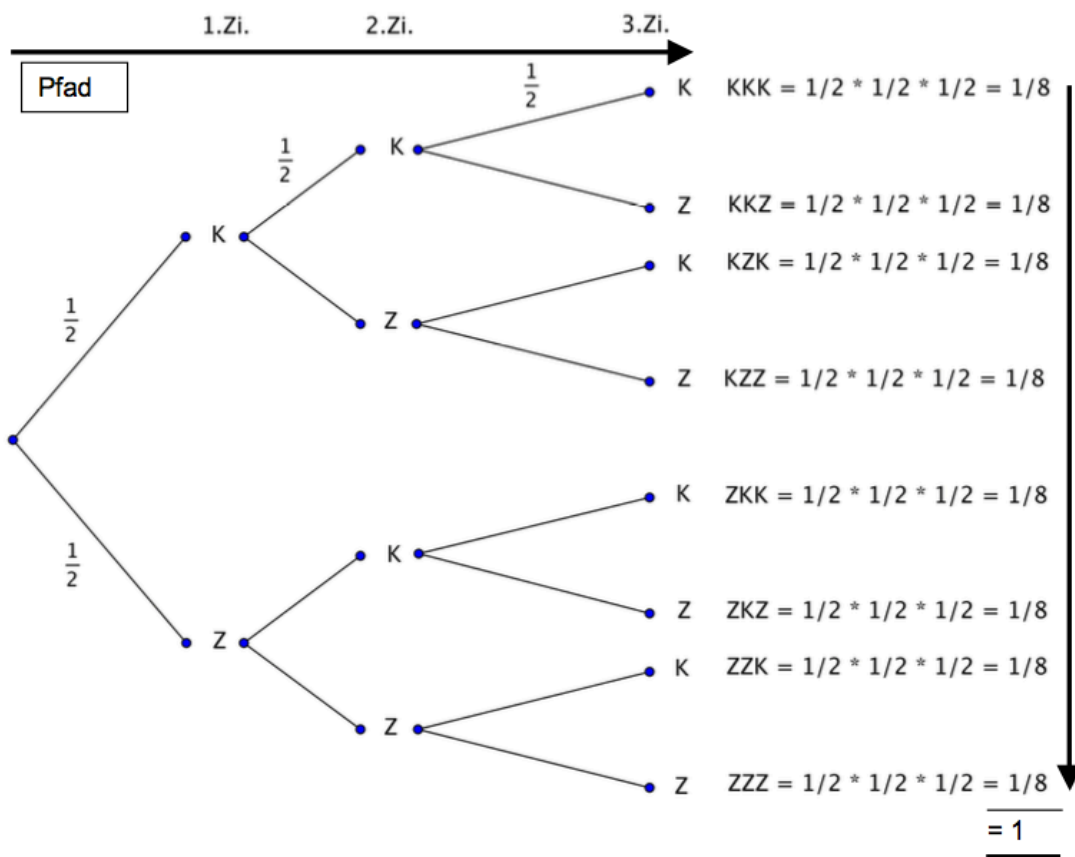 1.Zi. 2.Zi. 3.Zi.
Pfad
1/2
K KKK = 1/2 * 1/2 * 1/2 = 1/8
K
1/2
K
Z KKZ = 1/2 * 1/2 * 1/2 = 1/8
K KZK = 1/2 * 1/2 * 1/2 = 1/8
1/2
Z
Z KZZ = 1/2 * 1/2 * 1/2 = 1/8
K ZKK = 1/2 * 1/2 * 1/2 = 1/8
1/2
K
Z ZKZ = 1/2 * 1/2 * 1/2 = 1/8
Z
K ZZK = 1/2 * 1/2 * 1/2 = 1/8
Z
Z ZZZ = 1/2 * 1/2 * 1/2 = 1/8
= 1